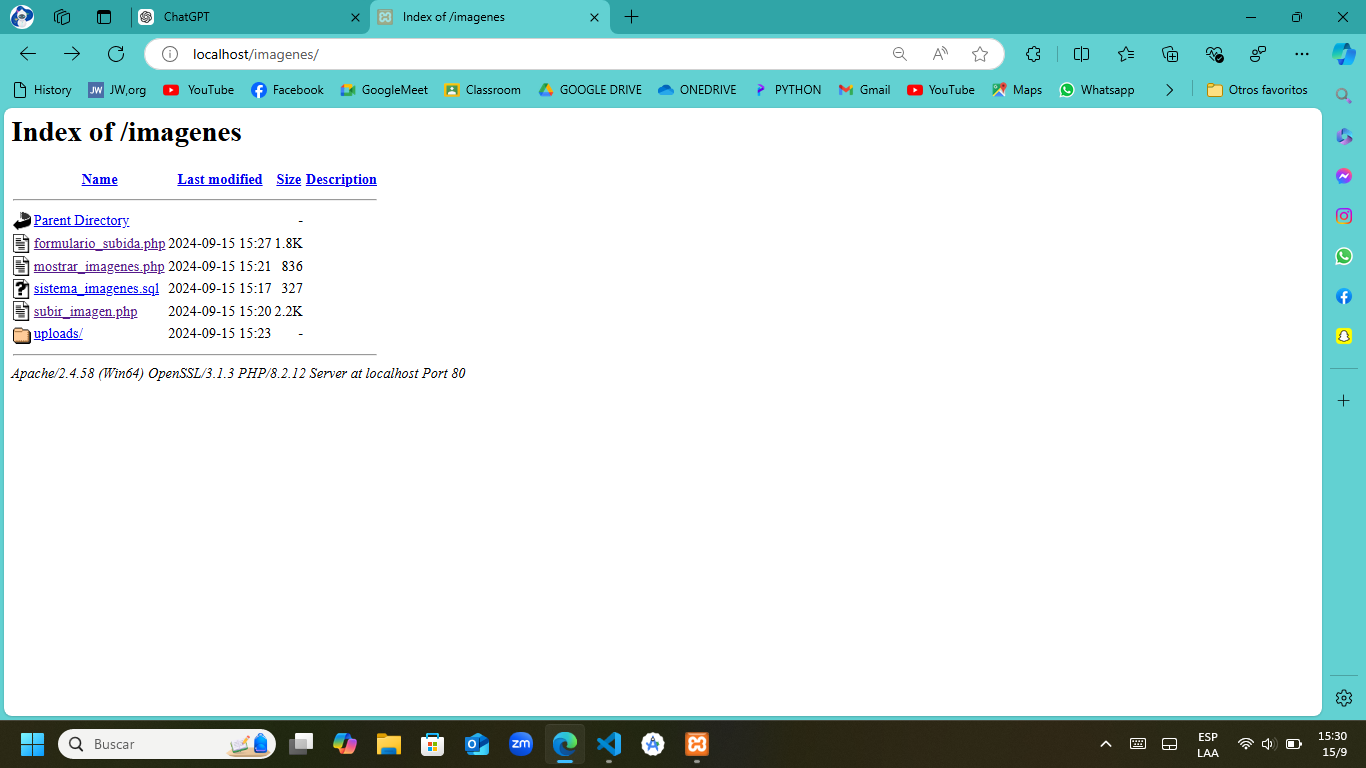 ChatGPT
Index of /imagenes
localhost/imagenes/
History JW,org YouTube Facebook GoogleMeet Classroom GOOGLE DRIVE ONEDRIVE PYTHON Gmail YouTube Maps Whatsapp Otros favoritos
Index of /imagenes
Name Last modified Size Description
Parent Directory -
formulario_subida.php 2024-09-15 15:27 1.8K
mostrar_imagenes.php 2024-09-15 15:21 836
sistema_imagenes.sql 2024-09-15 15:17 327
subir_imagen.php 2024-09-15 15:20 2.2K
uploads/ 2024-09-15 15:23 -
Apache/2.4.58 (Win64) OpenSSL/3.1.3 PHP/8.2.12 Server at localhost Port 80
Buscar
ESP
LAA
15:30
15/9